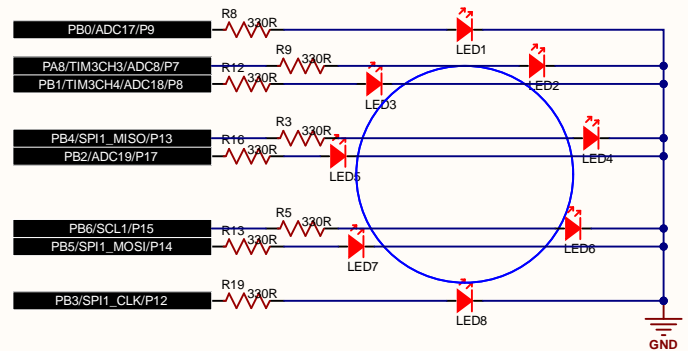 R8
PB0/ADC17/P9
330R
LED1
R9
PA8/TIM3CH3/ADC8/P7
330R
LED2
R12
PB1/TIM3CH4/ADC18/P8
330R
LED3
R3
PB4/SPI1_MISO/P13
330R
LED4
R16
PB2/ADC19/P17
330R
LED5
R5
PB6/SCL1/P15
330R
LED6
R13
PB5/SPI1_MOSI/P14
330R
LED7
R19
PB3/SPI1_CLK/P12
330R
LED8
GND